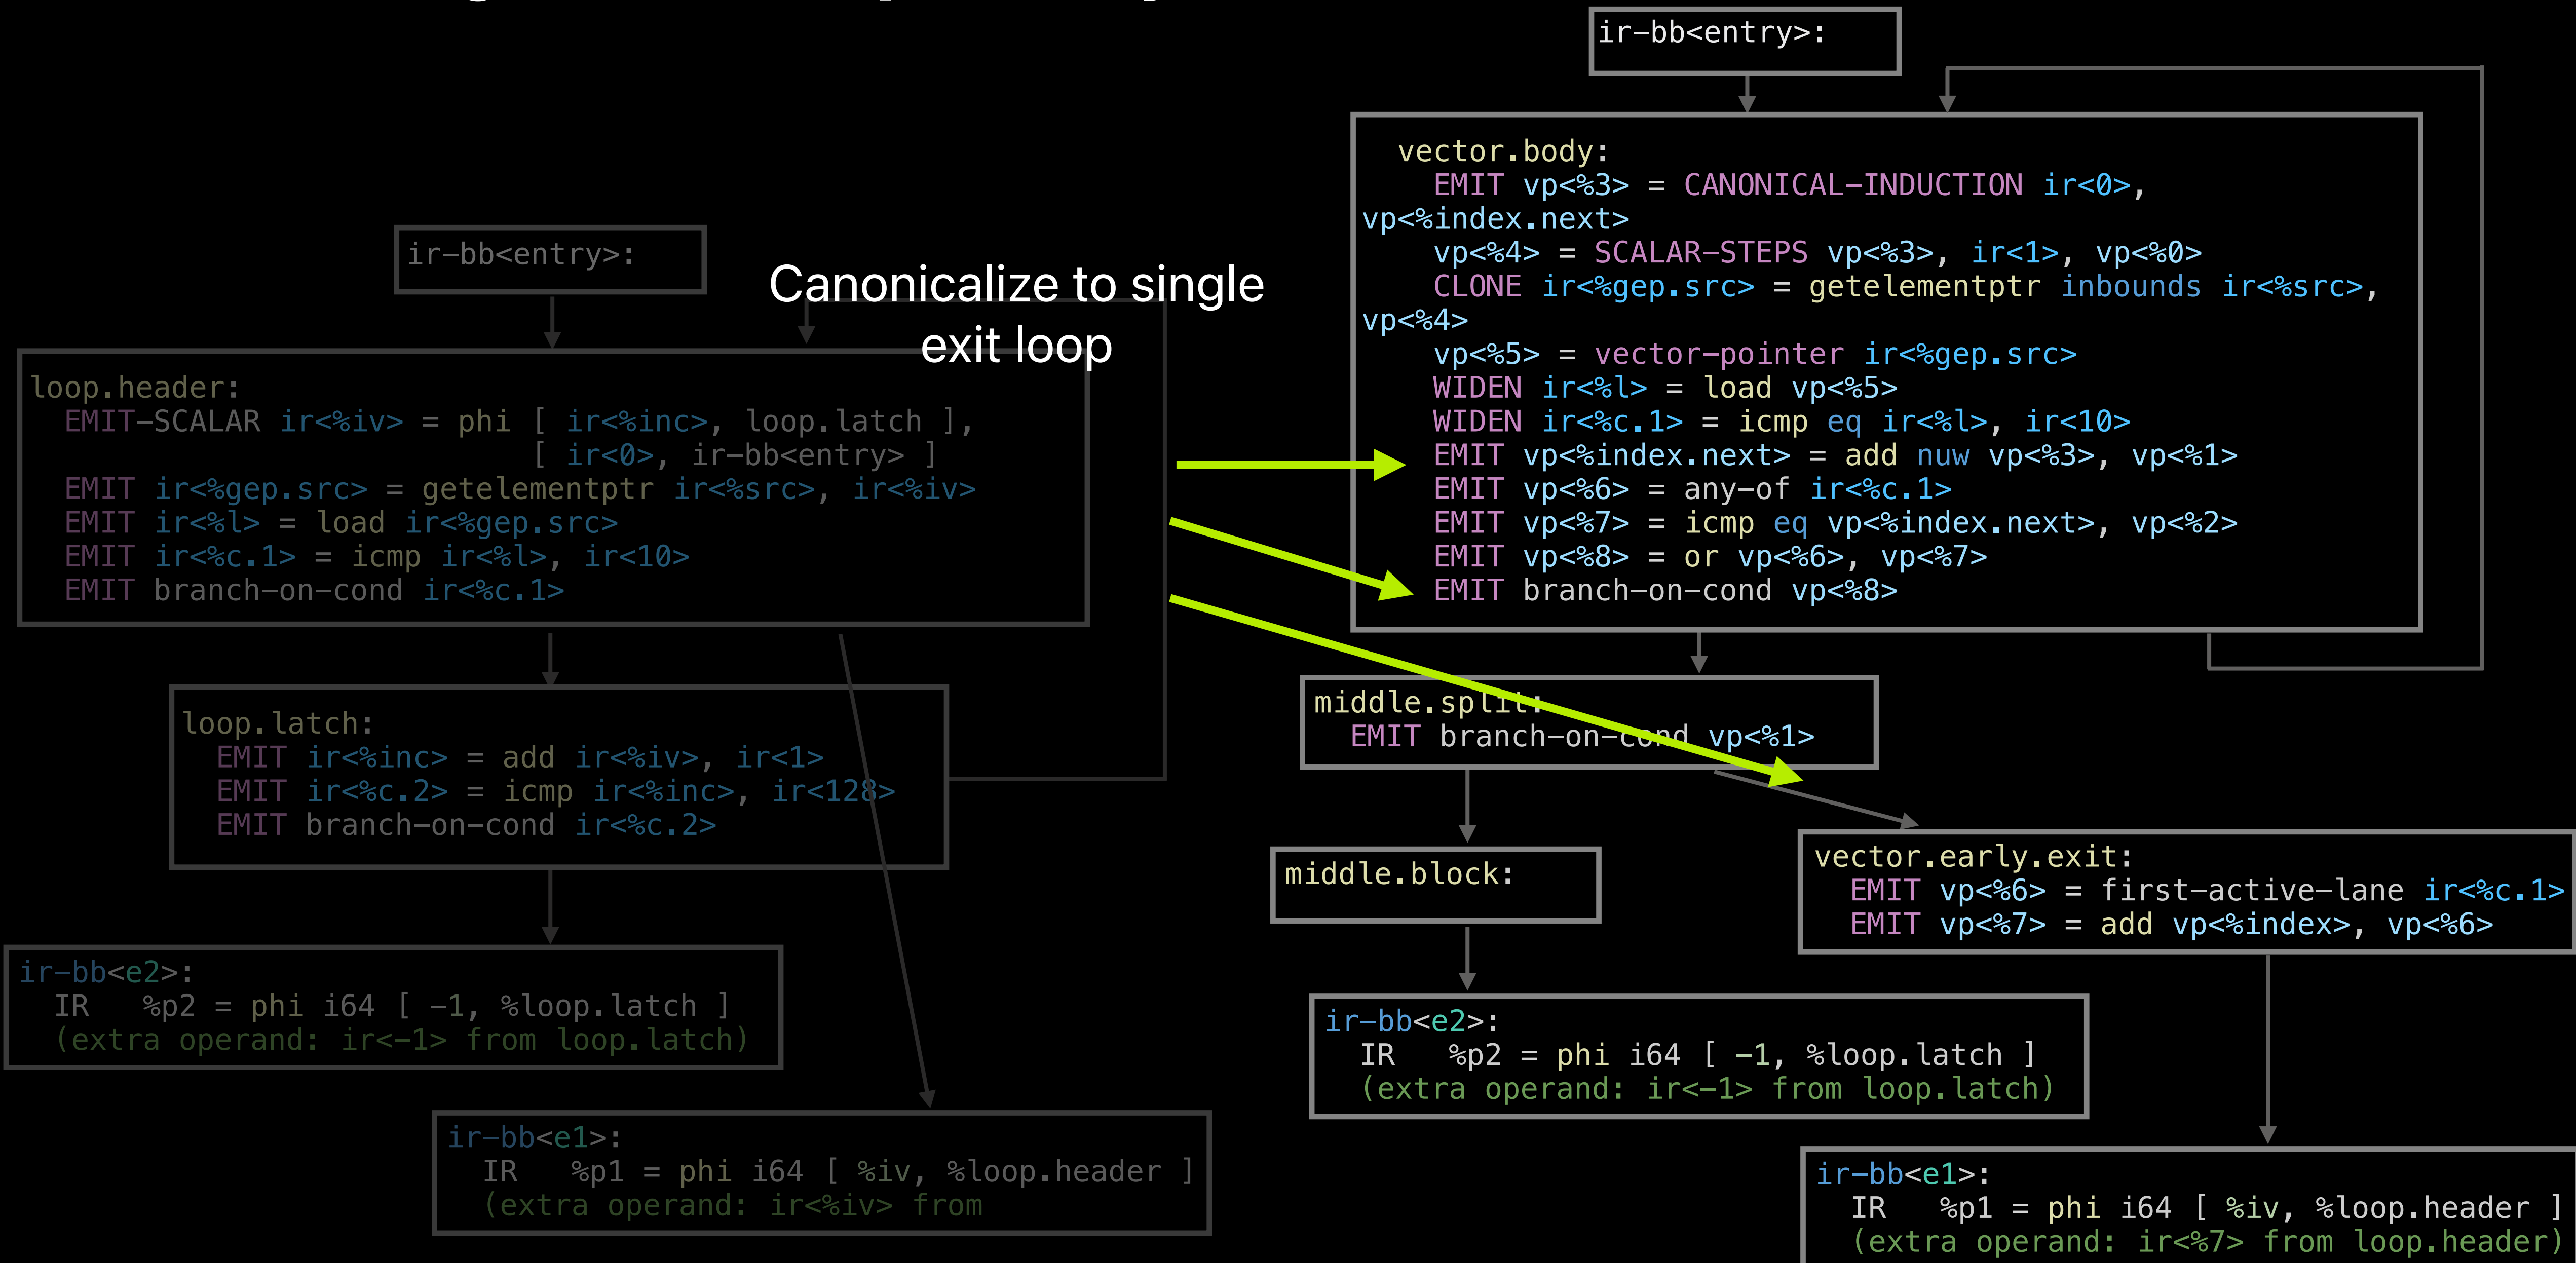 ir-bb<entry>:
Canonicalize to single
exit loop
loop.header:
EMIT-SCALAR ir<%iv> = phi [ ir<%inc>, loop.latch ],
[ ir<0>, ir-bb<entry> ]
EMIT ir<%gep.src> = getelementptr ir<%src>, ir<%iv>
EMIT ir<%l> = load ir<%gep.src>
EMIT ir<%c.1> = icmp ir<%l>, ir<10>
EMIT branch-on-cond ir<%c.1>
loop.latch:
EMIT ir<%inc> = add ir<%iv>, ir<1>
EMIT ir<%c.2> = icmp ir<%inc>, ir<128>
EMIT branch-on-cond ir<%c.2>
ir-bb<e2>:
IR %p2 = phi i64 [ -1, %loop.latch ]
(extra operand: ir<-1> from loop.latch)
ir-bb<e1>:
IR %p1 = phi i64 [ %iv, %loop.header ]
(extra operand: ir<%iv> from
ir-bb<entry>:
vector.body:
EMIT vp<%3> = CANONICAL-INDUCTION ir<0>,
vp<%index.next>
vp<%4> = SCALAR-STEPS vp<%3>, ir<1>, vp<%0>
CLONE ir<%gep.src> = getelementptr inbounds ir<%src>,
vp<%4>
vp<%5> = vector-pointer ir<%gep.src>
WIDEN ir<%l> = load vp<%5>
WIDEN ir<%c.1> = icmp eq ir<%l>, ir<10>
EMIT vp<%index.next> = add nuw vp<%3>, vp<%1>
EMIT vp<%6> = any-of ir<%c.1>
EMIT vp<%7> = icmp eq vp<%index.next>, vp<%2>
EMIT vp<%8> = or vp<%6>, vp<%7>
EMIT branch-on-cond vp<%8>
middle.split:
EMIT branch-on-cond vp<%1>
middle.block:
vector.early.exit:
EMIT vp<%6> = first-active-lane ir<%c.1>
EMIT vp<%7> = add vp<%index>, vp<%6>
ir-bb<e2>:
IR %p2 = phi i64 [ -1, %loop.latch ]
(extra operand: ir<-1> from loop.latch)
ir-bb<e1>:
IR %p1 = phi i64 [ %iv, %loop.header ]
(extra operand: ir<%7> from loop.header)